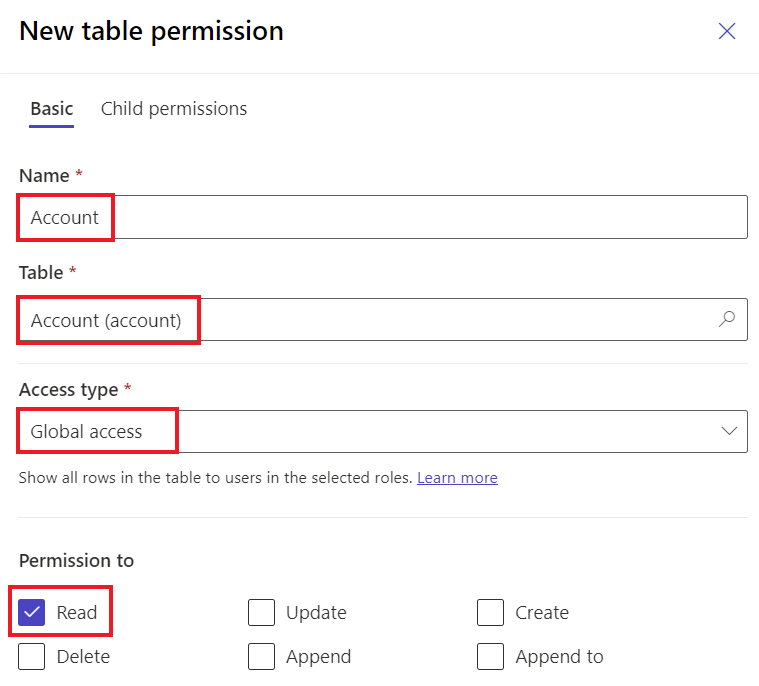 New table permission
Basic Child permissions
Name *
Account
Table *
Account (account)
Access type *
Global access
Show all rows in the table to users in the selected roles. Learn more
Permission to
Read Update Create
Delete Append Append to